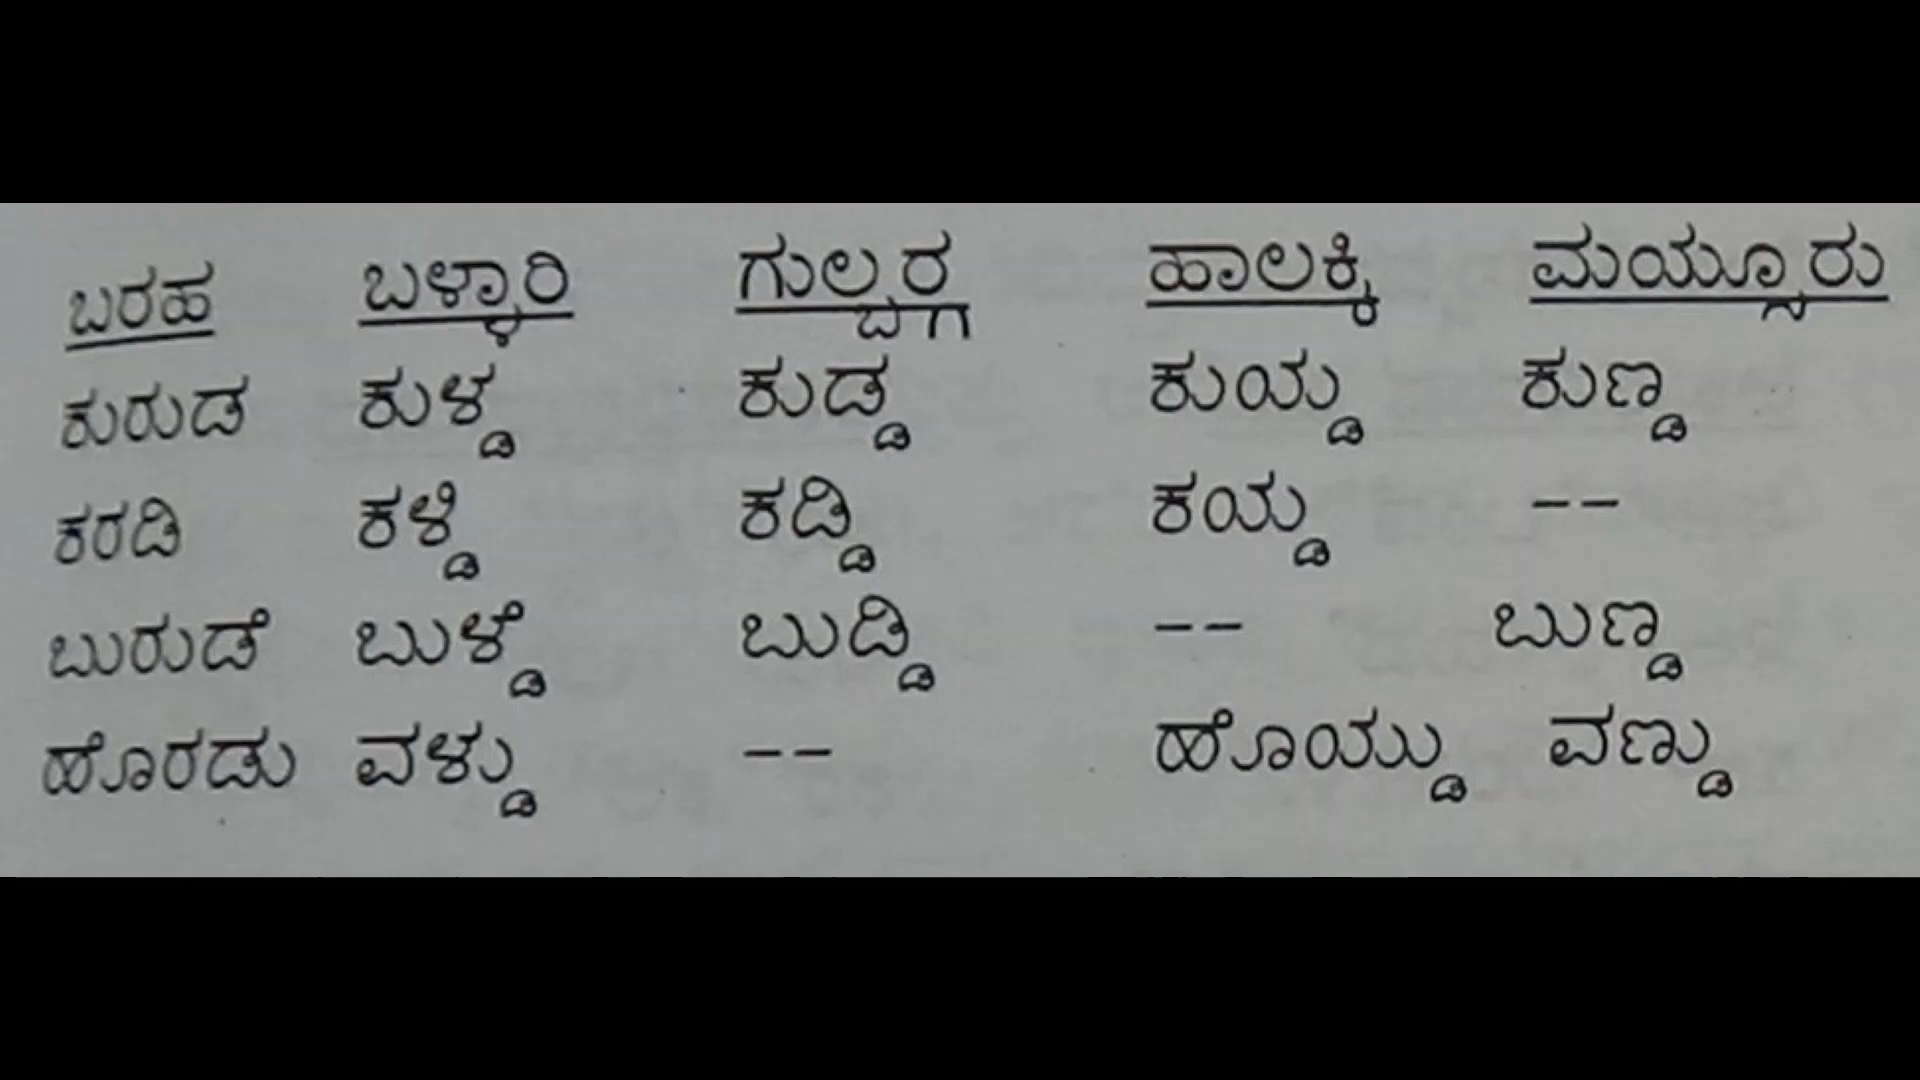 ಬರಹ ಬಳ್ಳಾರಿ ಗುಲ್ಬರ್ಗ ಹಾಲಕ್ಕಿ ಮಯ್ಸೂರು
ಕುರುಡ ಕುಳ್ಡ ಕುಡ್ಡ ಕುಯ್ಡ ಕುಣ್ಡ
ಕರಡಿ ಕಳ್ಡಿ ಕಡ್ಡಿ ಕಯ್ಡ --
ಬುರುಡೆ ಬುಳ್ಡೆ ಬುಡ್ಡಿ -- ಬುಣ್ಡ
ಹೊರಡು ವಳ್ಡು -- ಹೊಯ್ಡು ವಣ್ಡು